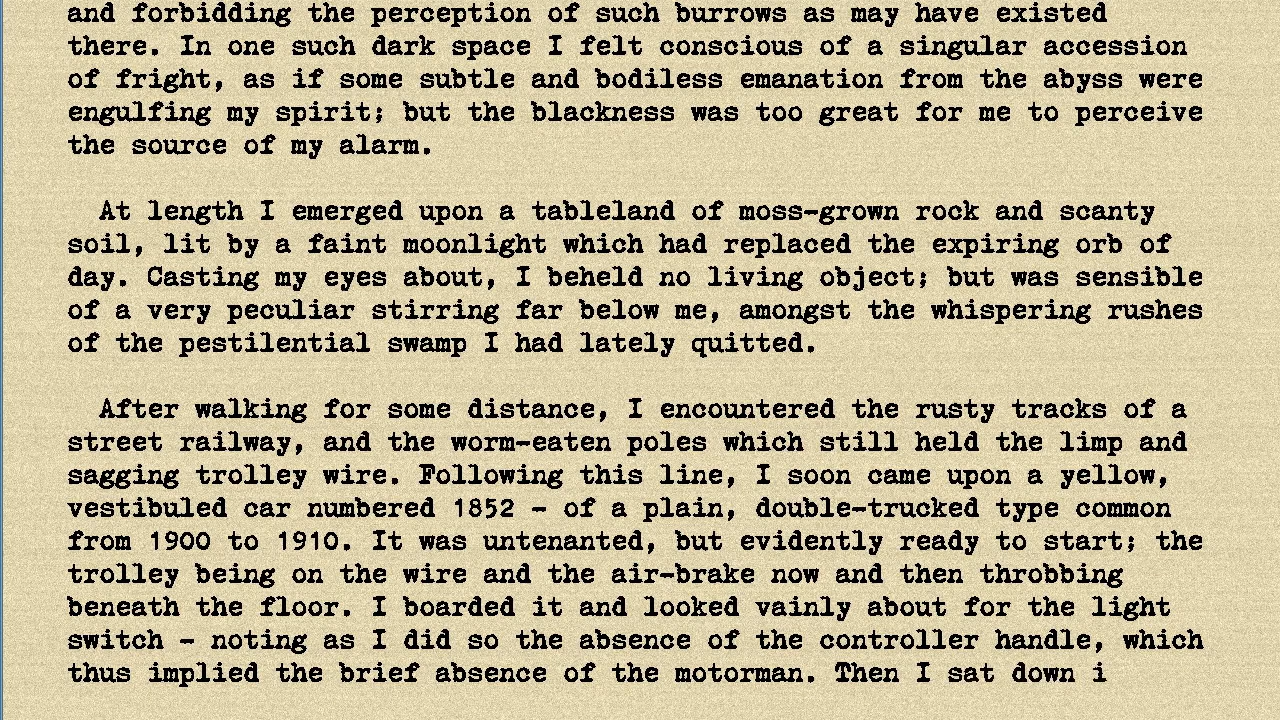 and forbidding the perception of such burrows as may have existed
there. In one such dark space I felt conscious of a singular accession
of fright, as if some subtle and bodiless emanation from the abyss were
engulfing my spirit; but the blackness was too great for me to perceive
the source of my alarm.
At length I emerged upon a tableland of moss-grown rock and scanty
soil, lit by a faint moonlight which had replaced the expiring orb of
day. Casting my eyes about, I beheld no living object; but was sensible
of a very peculiar stirring far below me, amongst the whispering rushes
of the pestilential swamp I had lately quitted.
After walking for some distance, I encountered the rusty tracks of a
street railway, and the worm-eaten poles which still held the limp and
sagging trolley wire. Following this line, I soon came upon a yellow,
vestibuled car numbered 1852 - of a plain, double-trucked type common
from 1900 to 1910. It was untenanted, but evidently ready to start; the
trolley being on the wire and the air-brake now and then throbbing
beneath the floor. I boarded it and looked vainly about for the light
switch - noting as I did so the absence of the controller handle, which
thus implied the brief absence of the motorman. Then I sat down i